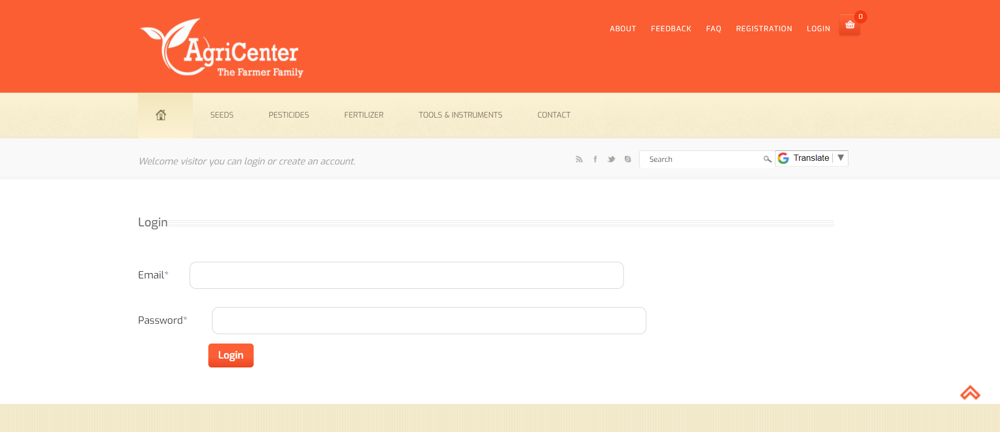 AgriCenter
The Farmer Family
ABOUT FEEDBACK FAQ REGISTRATION LOGIN 0
SEEDS PESTICIDES FERTILIZER TOOLS & INSTRUMENTS CONTACT
Welcome visitor you can login or create an account.
Search
Translate ▼
Login
Email*
Password*
Login